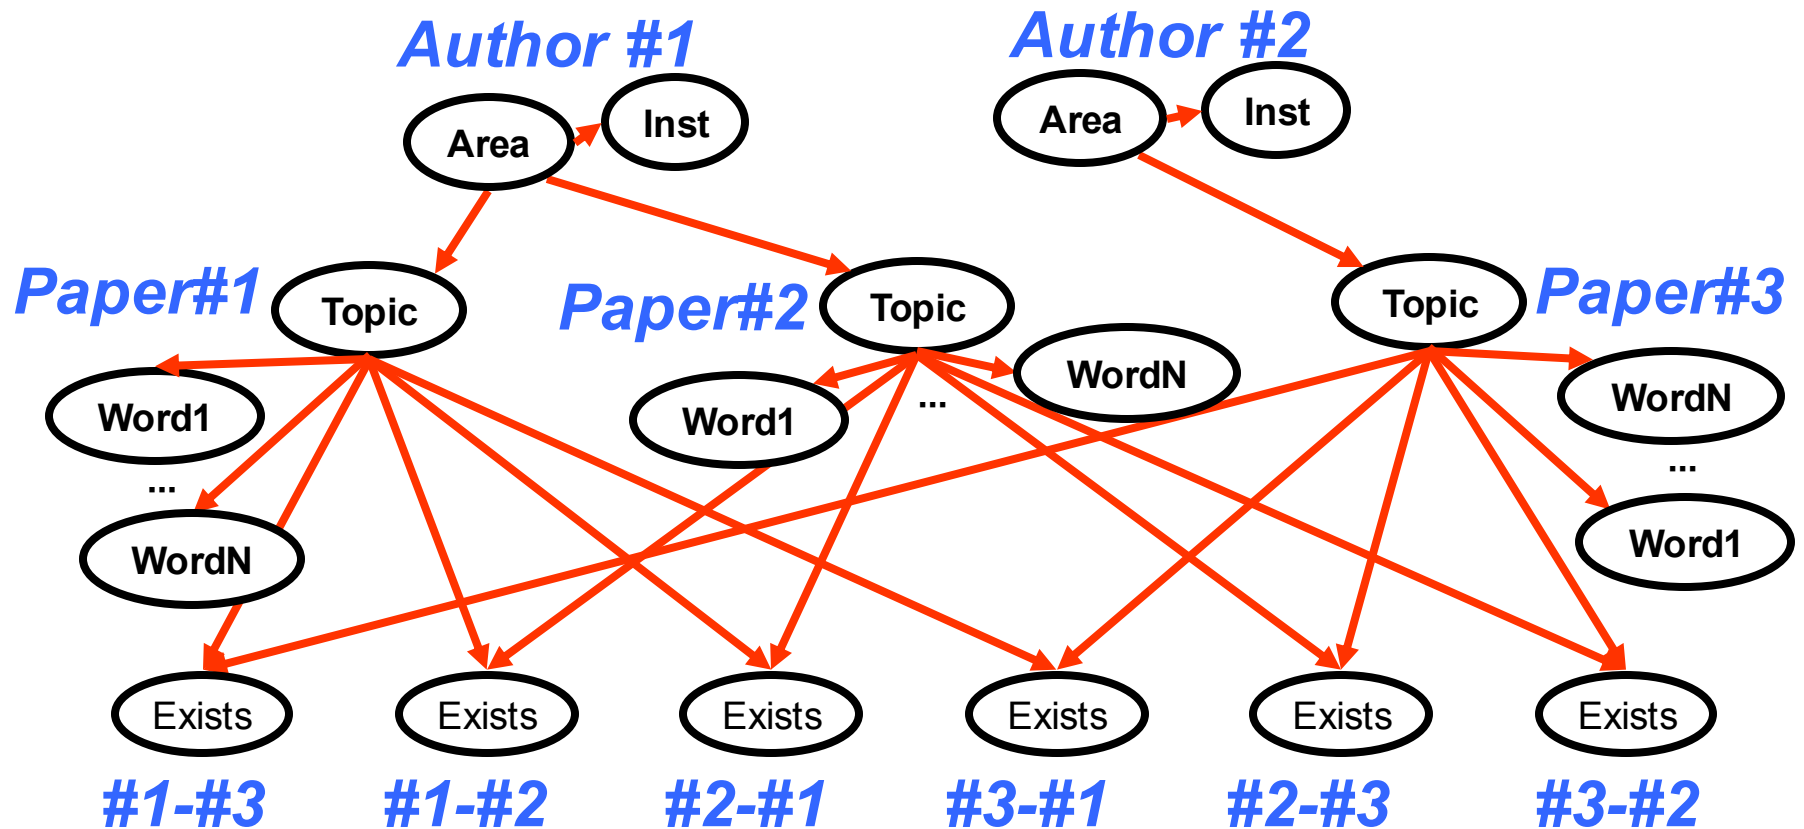 Author #1
Author #2
Area
Inst
Area
Inst
Paper#1
Topic
Paper#2
Topic
Topic
Paper#3
Word1
...
WordN
Word1
...
WordN
WordN
...
Word1
Exists
Exists
Exists
Exists
Exists
Exists
#1-#3
#1-#2
#2-#1
#3-#1
#2-#3
#3-#2